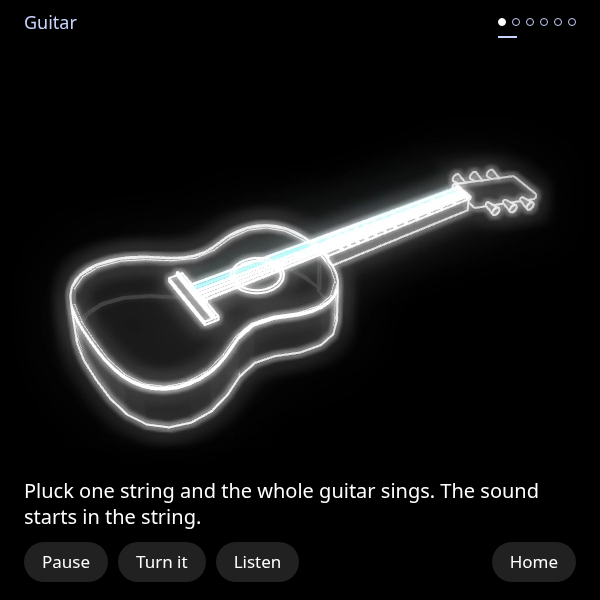 Guitar
Pluck one string and the whole guitar sings. The sound
starts in the string.
Pause
Turn it
Listen
Home